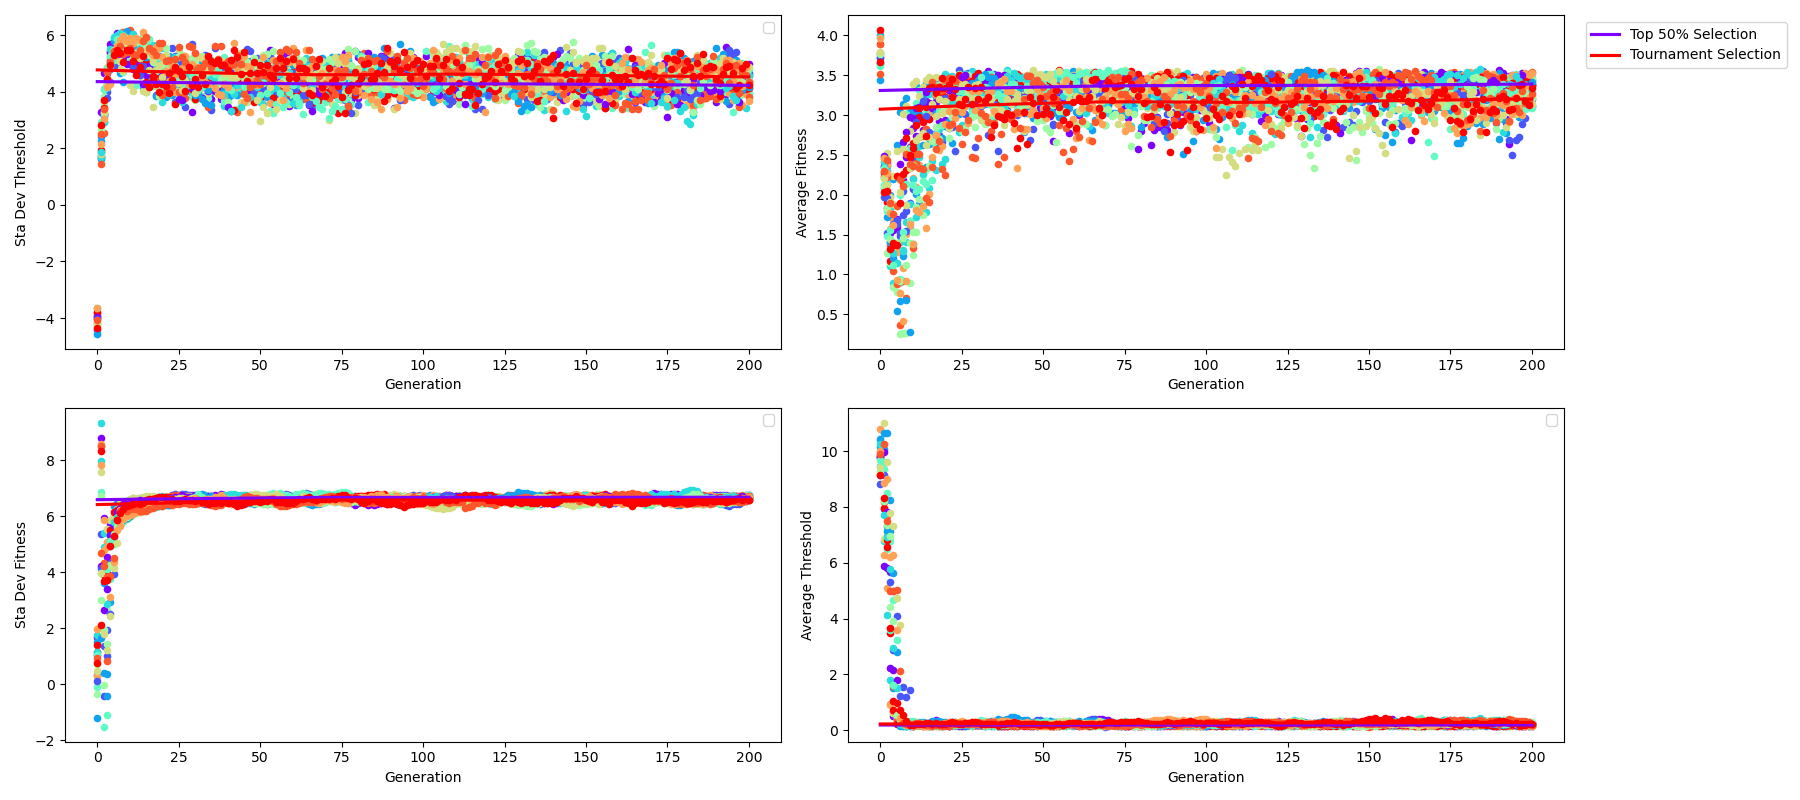 6
4
2
0
−2
−4
Sta Dev Threshold
0 25 50 75 100 125 150 175 200
Generation
4.0
3.5
3.0
2.5
2.0
1.5
1.0
0.5
Average Fitness
0 25 50 75 100 125 150 175 200
Generation
Top 50% Selection
Tournament Selection
8
6
4
2
0
−2
Sta Dev Fitness
0 25 50 75 100 125 150 175 200
Generation
10
8
6
4
2
0
Average Threshold
0 25 50 75 100 125 150 175 200
Generation